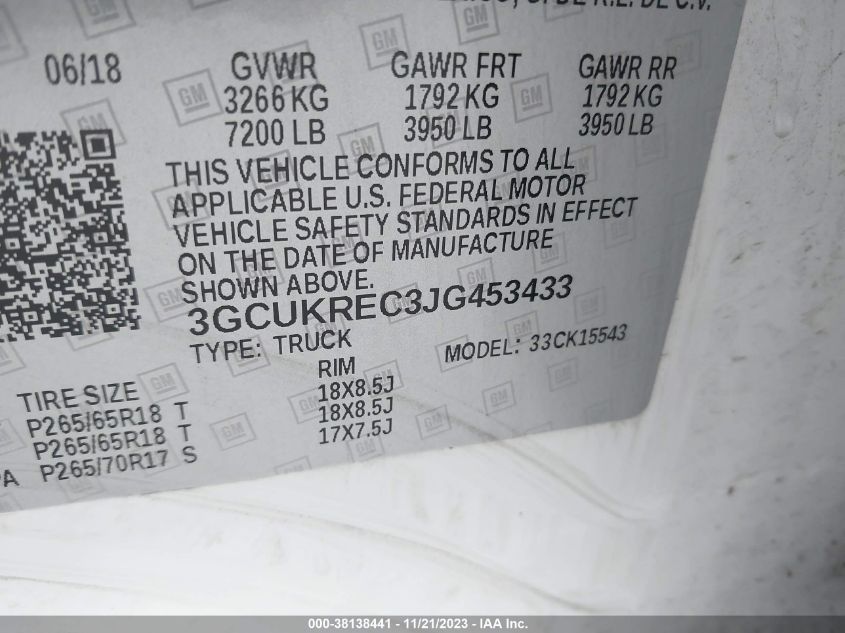 S. DE R.L. DE C.V.
06/18 GVWR GAWR FRT GAWR RR
3266 KG 1792 KG 1792 KG
7200 LB 3950 LB 3950 LB
THIS VEHICLE CONFORMS TO ALL
APPLICABLE U.S. FEDERAL MOTOR
VEHICLE SAFETY STANDARDS IN EFFECT
ON THE DATE OF MANUFACTURE
SHOWN ABOVE.
3GCUKREC3JG453433
TYPE: TRUCK MODEL: 33CK15543
TIRE SIZE RIM
P265/65R18 T 18X8.5J
P265/65R18 T 18X8.5J
P265/70R17 S 17X7.5J
000-38138441 - 11/21/2023 - IAA Inc.